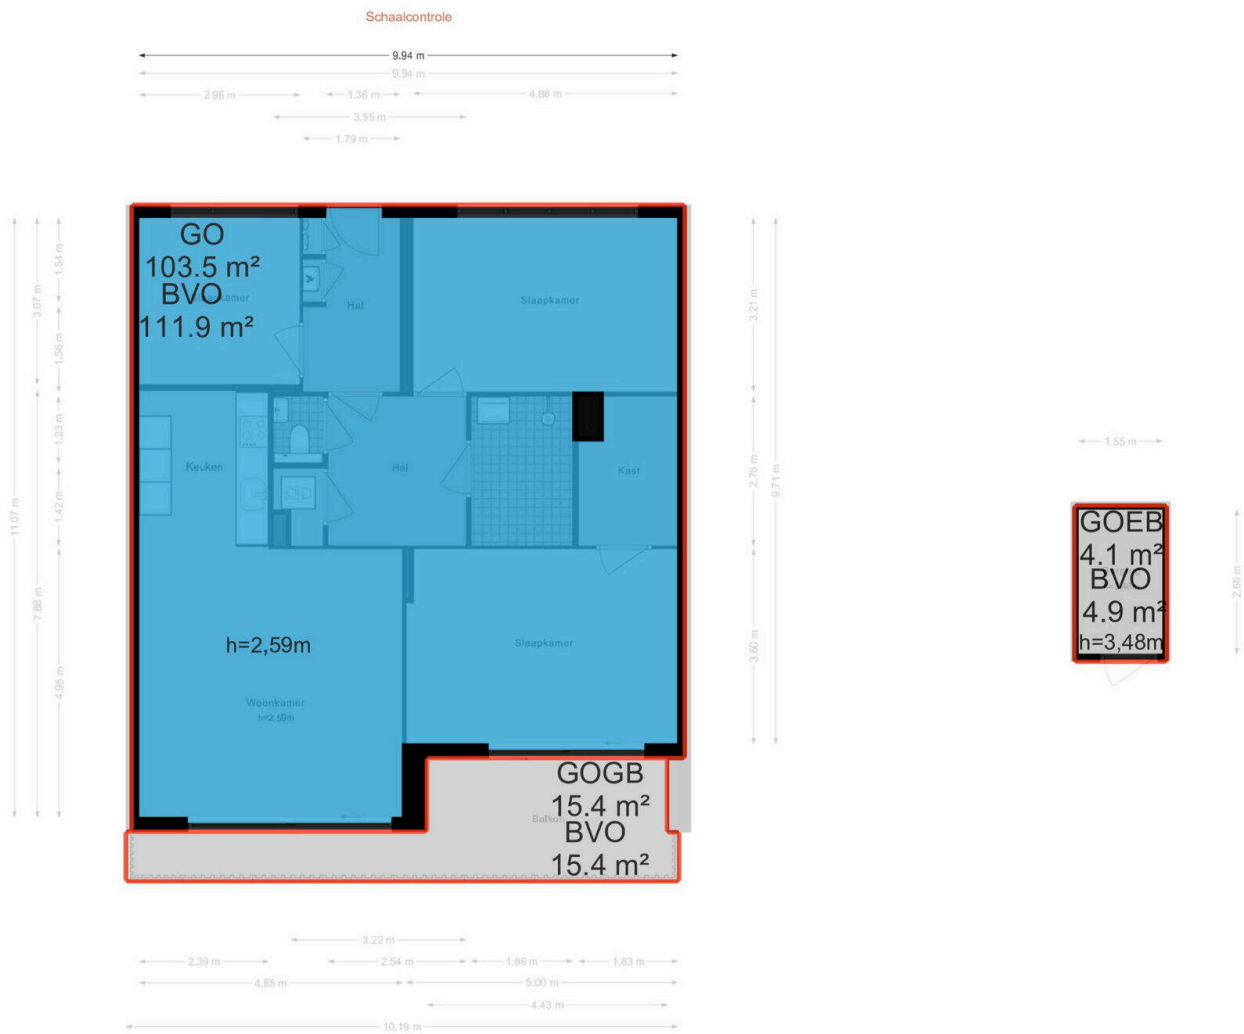 Schaalcontrole
9.94 m
9.94 m
2.96 m
1.36 m
4.88 m
3.55 m
1.79 m
GO
103.5 m²
BVO
111.9 m²
Hal
Slaapkamer
1.54 m
3.07 m
1.56 m
3.21 m
Keuken
Hal
Kast
1.23 m
1.42 m
2.76 m
9.71 m
11.07 m
7.88 m
4.95 m
3.60 m
h=2,59m
Slaapkamer
Woonkamer
h=2.59m
GOGB
15.4 m²
Balkon
BVO
15.4 m²
1.55 m
GOEB
4.1 m²
BVO
4.9 m²
h=3,48m
2.66 m
3.22 m
2.39 m
2.54 m
1.86 m
1.83 m
4.85 m
5.00 m
4.43 m
10.19 m